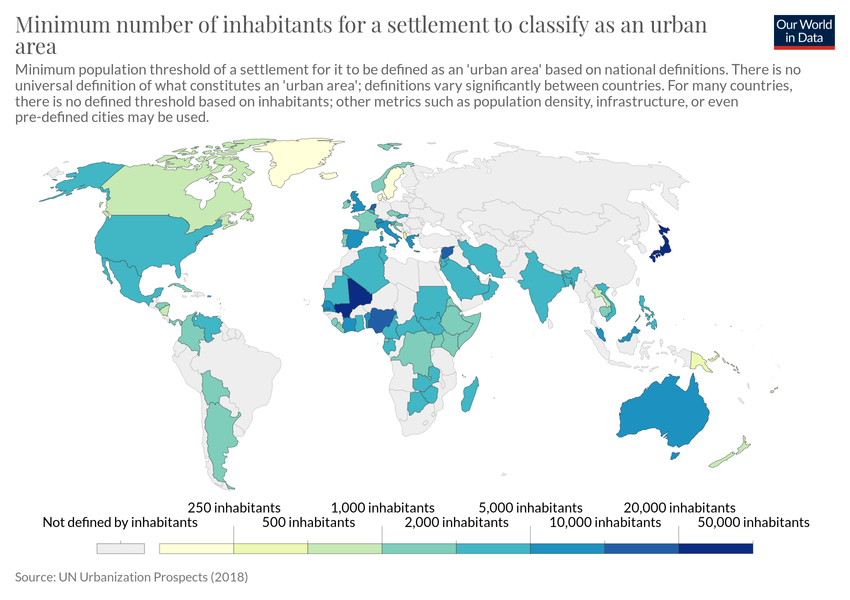 Minimum number of inhabitants for a settlement to classify as an urban
area
Our World
in Data
Minimum population threshold of a settlement for it to be defined as an 'urban area' based on national definitions. There is no
universal definition of what constitutes an 'urban area'; definitions vary significantly between countries. For many countries,
there is no defined threshold based on inhabitants; other metrics such as population density, infrastructure, or even
pre-defined cities may be used.
250 inhabitants 1,000 inhabitants 5,000 inhabitants 20,000 inhabitants
Not defined by inhabitants 500 inhabitants 2,000 inhabitants 10,000 inhabitants 50,000 inhabitants
Source: UN Urbanization Prospects (2018)